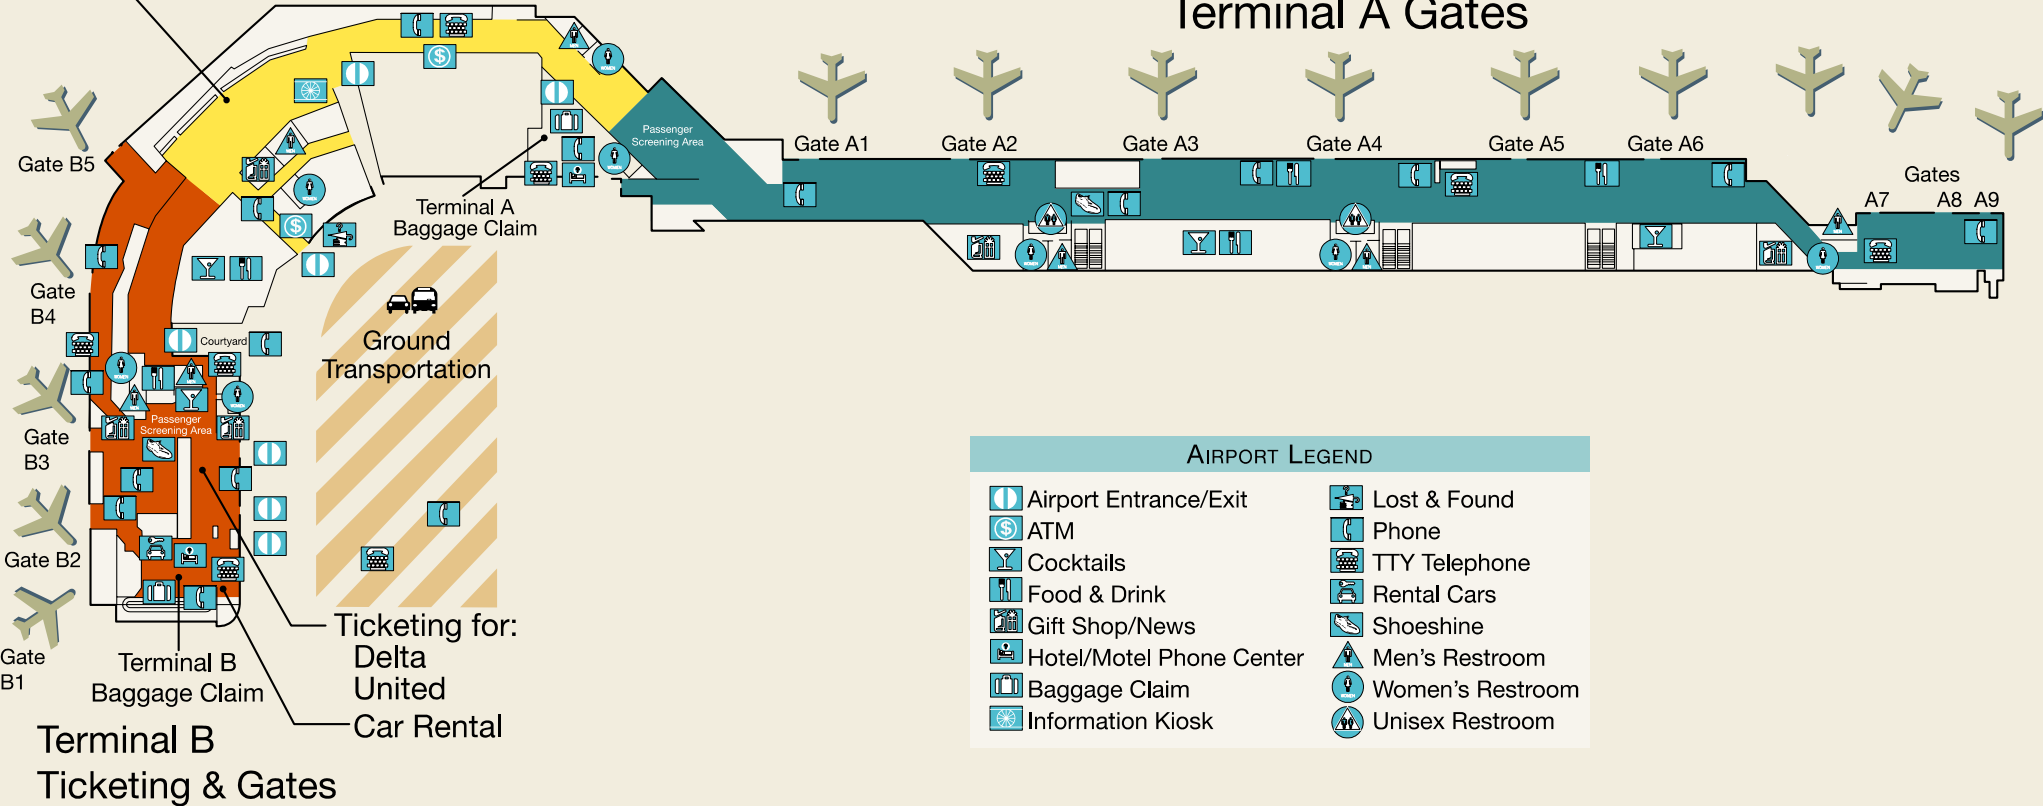 Terminal A Gates
Gate A1
Gate A2
Gate A3
Gate A4
Gate A5
Gate A6
Gates
A7
A8
A9
Passenger
Screening Area
Terminal A
Baggage Claim
Gate B5
Gate
B4
Gate
B3
Gate B2
Gate
B1
Courtyard
Passenger
Screening Area
Ground
Transportation
Ticketing for:
Delta
United
Car Rental
Terminal B
Baggage Claim
Terminal B
Ticketing & Gates
Airport Legend
Airport Entrance/Exit
ATM
Cocktails
Food & Drink
Gift Shop/News
Hotel/Motel Phone Center
Baggage Claim
Information Kiosk
Lost & Found
Phone
TTY Telephone
Rental Cars
Shoeshine
Men's Restroom
Women's Restroom
Unisex Restroom